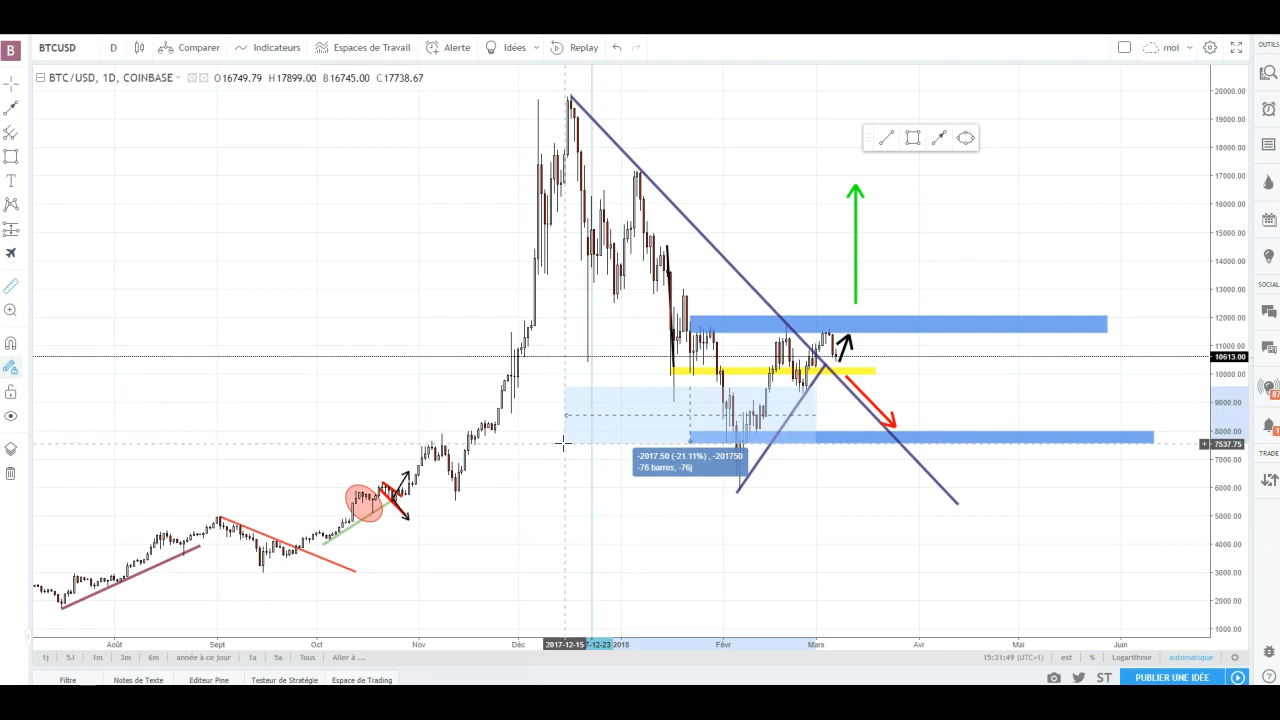 B BTCUSD D Comparer Indicateurs Espaces de Travail Alerte Idées Replay mol
OUTILS
BTC/USD, 1D, COINBASE O16749.79 H17899.00 B16745.00 C17738.67
20000.00
19000.00
18000.00
17000.00
16000.00
15000.00
14000.00
13000.00
SOCIAL
12000.00
11000.00
10613.00
10000.00
87
9000.00
8000.00
1
7537.75
-2017.50 (-21.11%) , -201750
-76 barres, -76j
7000.00
TRADE
6000.00
5000.00
4000.00
3000.00
2000.00
1000.00
Août Sept Oct Nov Déc 2017-12-15 7-12-23 2018 Févr Mars Avr Mai Juin
1j 5J 1m 3m 6m année à ce jour 1a 5a Tous Aller à ... 15:31:49 (UTC+1) ext % Logarithme automatique
Filtre Notes de Texte Editeur Pine Testeur de Stratégie Espace de Trading ST PUBLIER UNE IDÉE